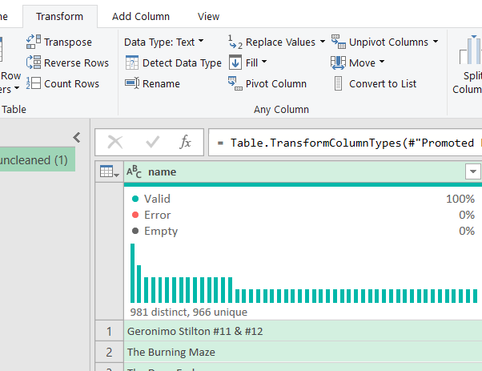 Transform Add Column View
Transpose Data Type: Text Replace Values Unpivot Columns
Row Reverse Rows Detect Data Type Fill Move Split
Count Rows Rename Pivot Column Convert to List
Table Any Column
uncleaned (1) fx = Table.TransformColumnTypes(#"Promoted
ABC name
Valid 100%
Error 0%
Empty 0%
981 distinct, 966 unique
1 Geronimo Stilton #11 & #12
2 The Burning Maze